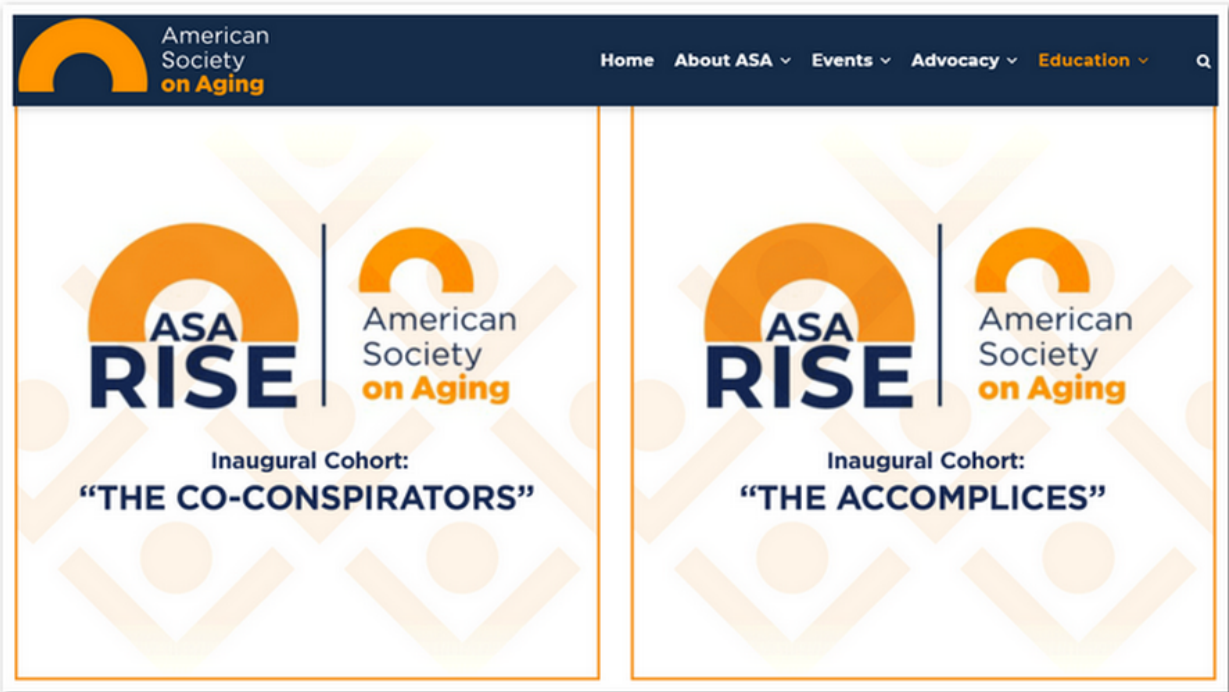 American
Society
on Aging
Home About ASA Events Advocacy Education
ASA
RISE
American
Society
on Aging
Inaugural Cohort:
“THE CO-CONSPIRATORS”
ASA
RISE
American
Society
on Aging
Inaugural Cohort:
“THE ACCOMPLICES”